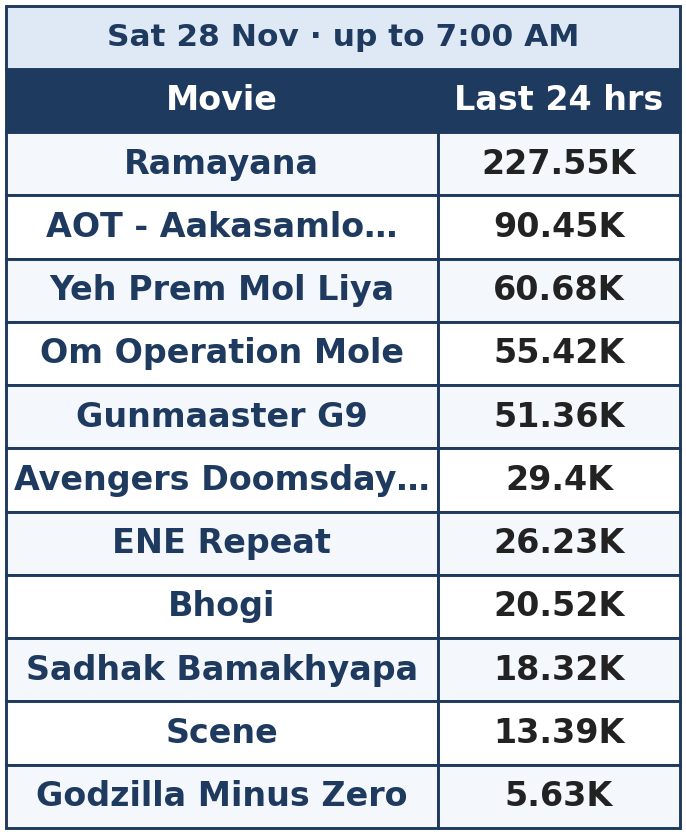 Sat 28 Nov · up to 7:00 AM
Movie Last 24 hrs
Ramayana 227.55K
AOT - Aakasamlo... 90.45K
Yeh Prem Mol Liya 60.68K
Om Operation Mole 55.42K
Gunmaaster G9 51.36K
Avengers Doomsday... 29.4K
ENE Repeat 26.23K
Bhogi 20.52K
Sadhak Bamakhyapa 18.32K
Scene 13.39K
Godzilla Minus Zero 5.63K